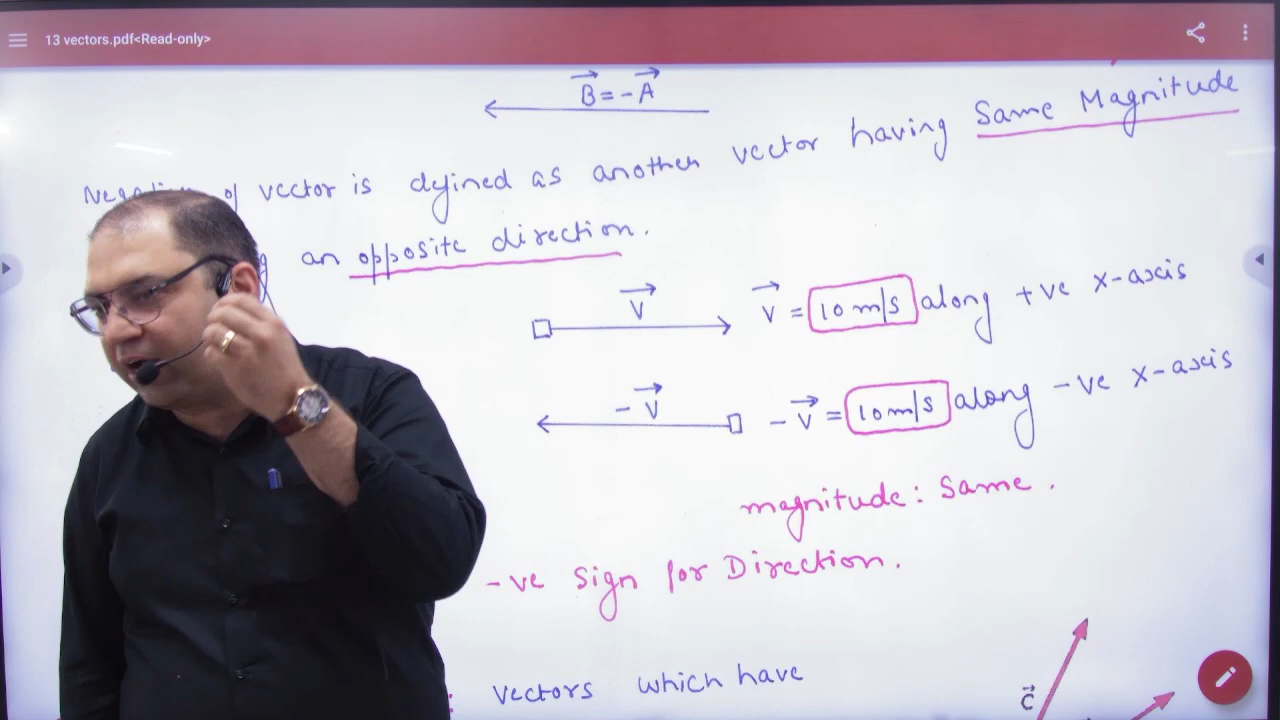 13 vectors.pdf<Read-only>
B⃗ = -A⃗
of vector is defined as another vector having Same Magnitude
an opposite direction.
V⃗
V⃗ = 10 m/s along +ve x-axis
-V⃗
-V⃗ = 10 m/s along -ve x-axis
magnitude : Same .
-ve sign for Direction.
: vectors which have
c⃗